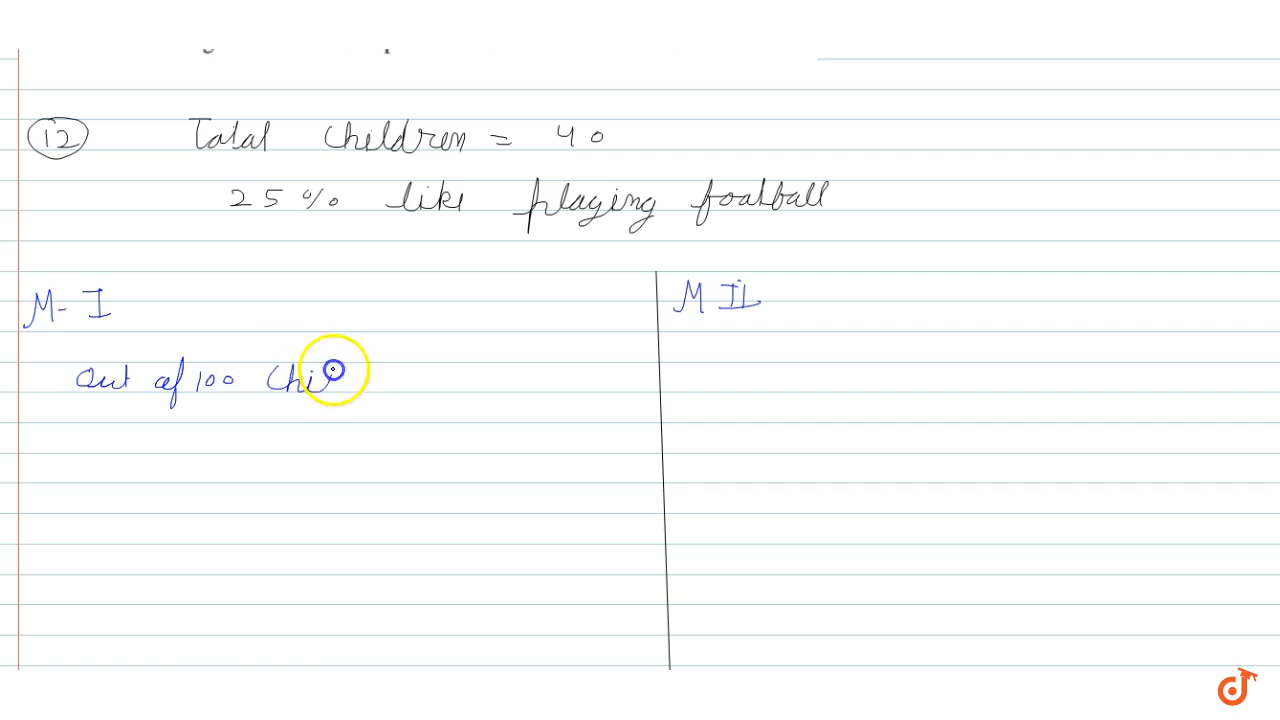 12 Total children = 40
25% like playing football
M- I
M II
Out of 100 Chi